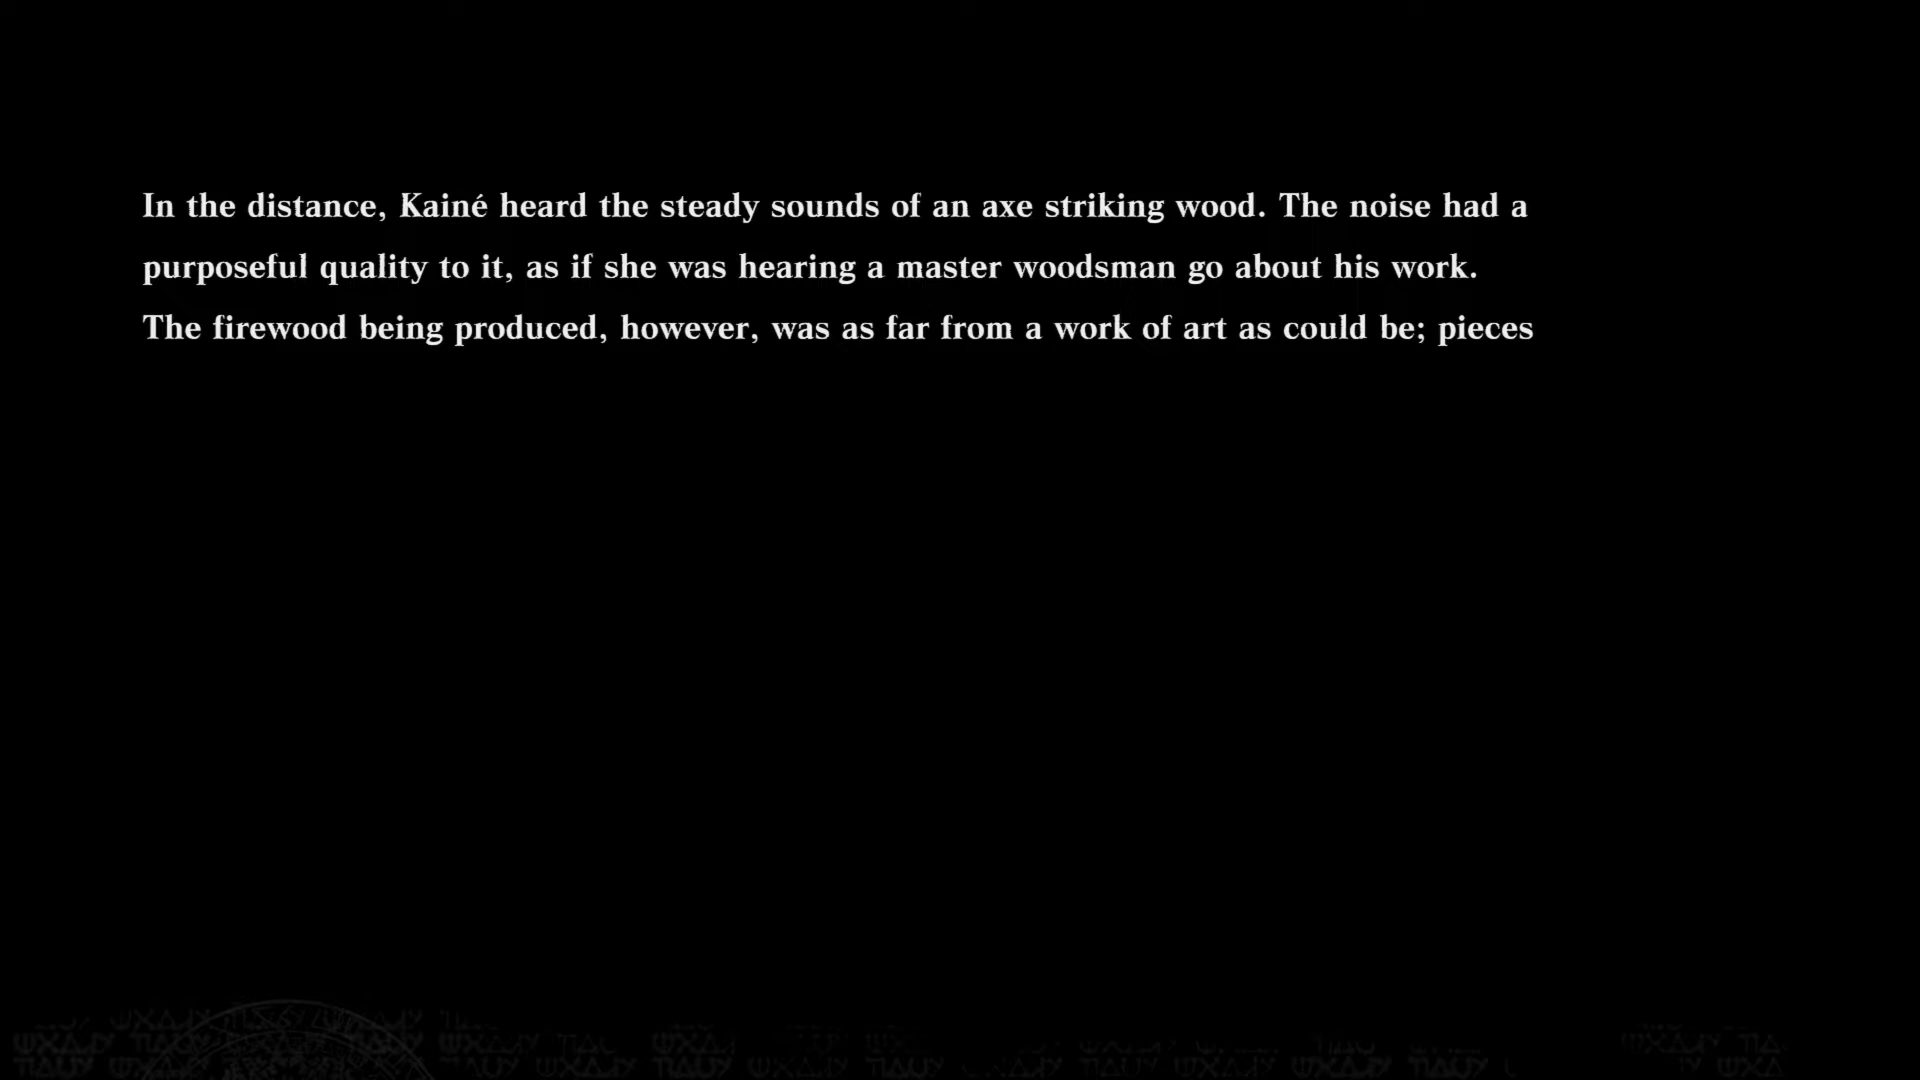 In the distance, Kainé heard the steady sounds of an axe striking wood. The noise had a
purposeful quality to it, as if she was hearing a master woodsman go about his work.
The firewood being produced, however, was as far from a work of art as could be; pieces